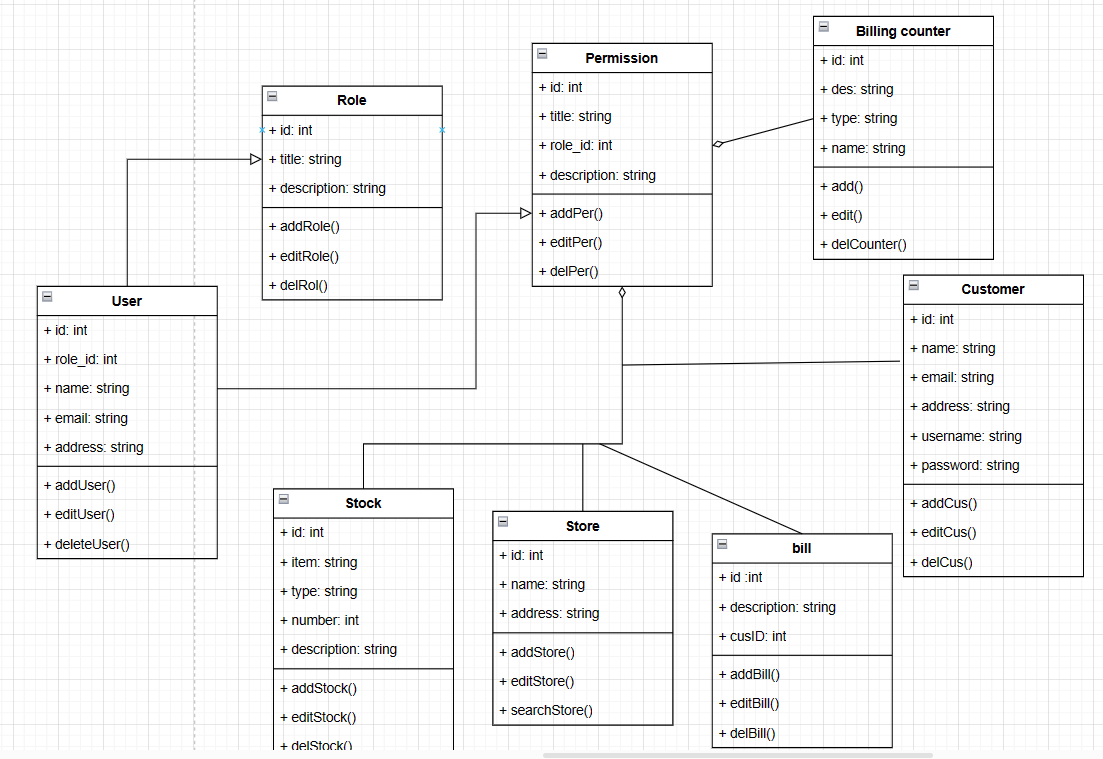 Billing counter
+ id: int
+ des: string
+ type: string
+ name: string
+ add()
+ edit()
+ delCounter()
Permission
+ id: int
+ title: string
+ role_id: int
+ description: string
+ addPer()
+ editPer()
+ delPer()
Role
+ id: int
+ title: string
+ description: string
+ addRole()
+ editRole()
+ delRol()
User
+ id: int
+ role_id: int
+ name: string
+ email: string
+ address: string
+ addUser()
+ editUser()
+ deleteUser()
Customer
+ id: int
+ name: string
+ email: string
+ address: string
+ username: string
+ password: string
+ addCus()
+ editCus()
+ delCus()
Stock
+ id: int
+ item: string
+ type: string
+ number: int
+ description: string
+ addStock()
+ editStock()
+ delStock()
Store
+ id: int
+ name: string
+ address: string
+ addStore()
+ editStore()
+ searchStore()
bill
+ id :int
+ description: string
+ cusID: int
+ addBill()
+ editBill()
+ delBill()